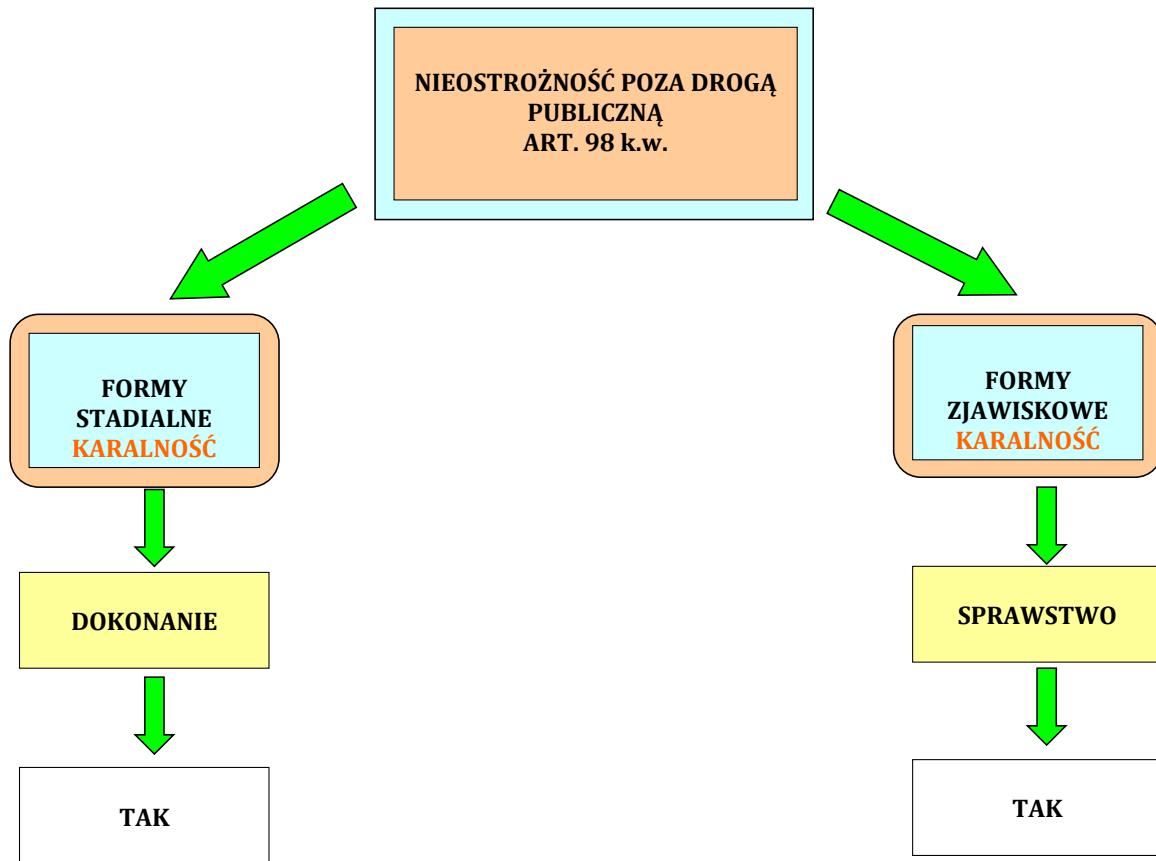 NIEOSTROŻNOŚĆ POZA DROGĄ
PUBLICZNĄ
ART. 98 k.w.
FORMY
STADIALNE
KARALNOŚĆ
FORMY
ZJAWISKOWE
KARALNOŚĆ
DOKONANIE
SPRAWSTWO
TAK
TAK